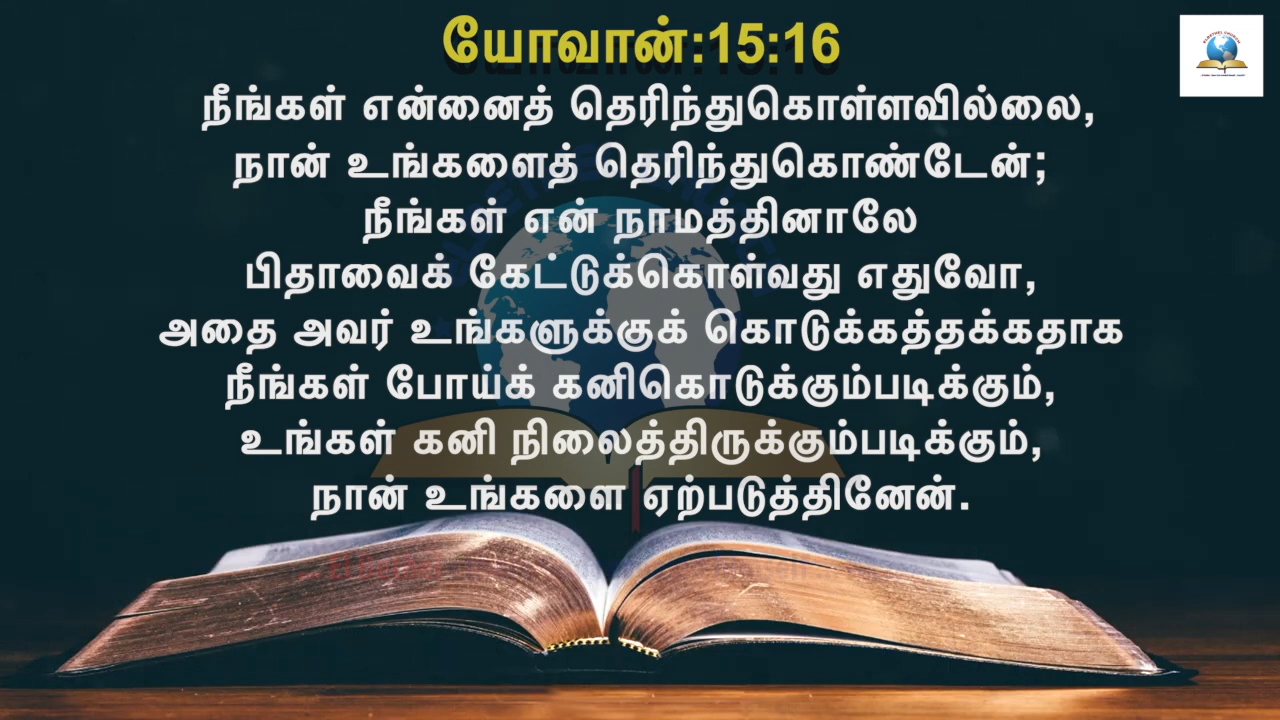 யோவான்:15:16
நீங்கள் என்னைத் தெரிந்துகொள்ளவில்லை,
நான் உங்களைத் தெரிந்துகொண்டேன்;
நீங்கள் என் நாமத்தினாலே
பிதாவைக் கேட்டுக்கொள்வது எதுவோ,
அதை அவர் உங்களுக்குக் கொடுக்கத்தக்கதாக
நீங்கள் போய்க் கனிகொடுக்கும்படிக்கும்,
உங்கள் கனி நிலைத்திருக்கும்படிக்கும்,
நான் உங்களை ஏற்படுத்தினேன்.